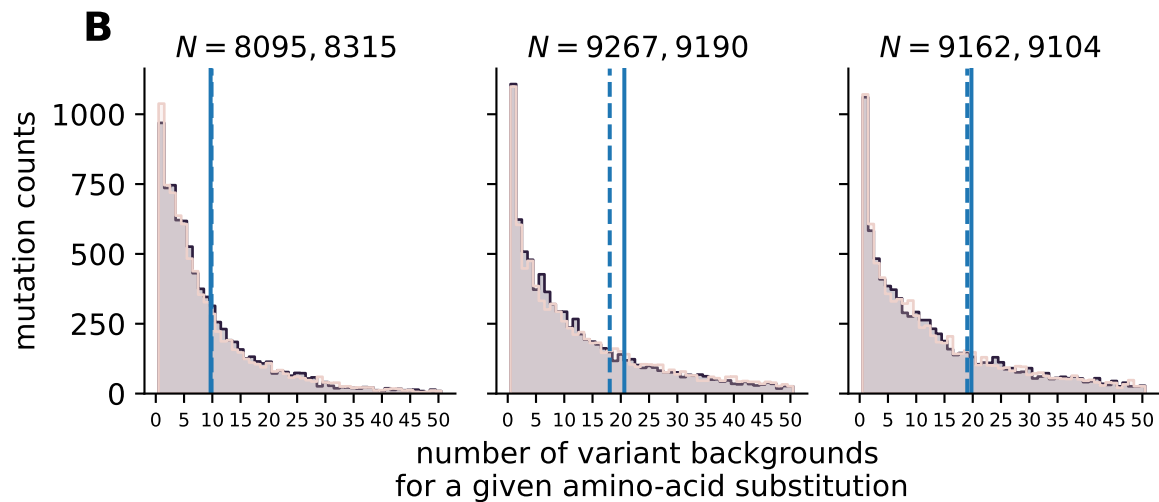 B
N = 8095, 8315
N = 9267, 9190
N = 9162, 9104
mutation counts
1000
750
500
250
0
0 5 10 15 20 25 30 35 40 45 50
0 5 10 15 20 25 30 35 40 45 50
0 5 10 15 20 25 30 35 40 45 50
number of variant backgrounds
for a given amino-acid substitution